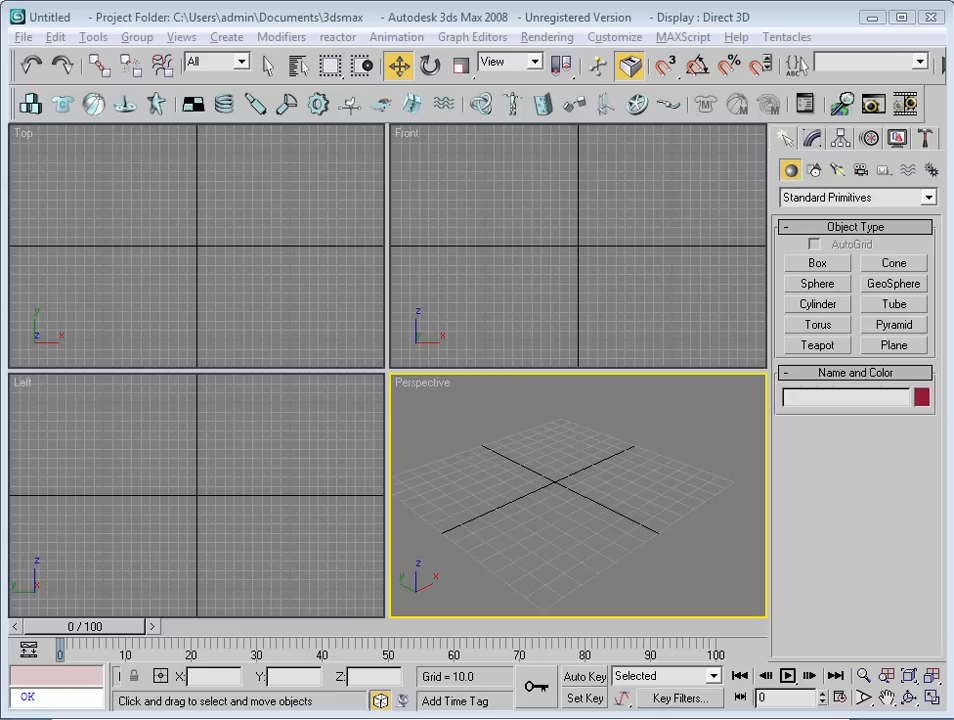 Untitled - Project Folder: C:\Users\admin\Documents\3dsmax - Autodesk 3ds Max 2008 - Unregistered Version - Display : Direct 3D
File Edit Tools Group Views Create Modifiers reactor Animation Graph Editors Rendering Customize MAXScript Help Tentacles
All View 3 % ABC
Top Front
Standard Primitives
- Object Type
AutoGrid
Box Cone
Sphere GeoSphere
Cylinder Tube
Torus Pyramid
Teapot Plane
y z
z x y x
- Name and Color
Left Perspective
z z
y x y x
< 0 / 100 >
0 10 20 30 40 50 60 70 80 90 100
X: Y: Z: Grid = 10.0 Auto Key Selected
OK Click and drag to select and move objects Add Time Tag Set Key Key Filters... 0